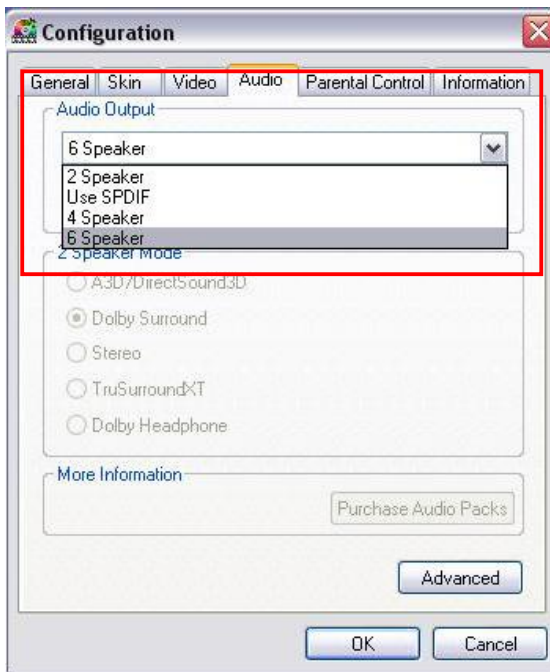 Configuration
General Skin Video Audio Parental Control Information
Audio Output
6 Speaker
2 Speaker
Use SPDIF
4 Speaker
6 Speaker
2 Speaker Mode
A3D/DirectSound3D
Dolby Surround
Stereo
TruSurroundXT
Dolby Headphone
More Information
Purchase Audio Packs
Advanced
OK Cancel